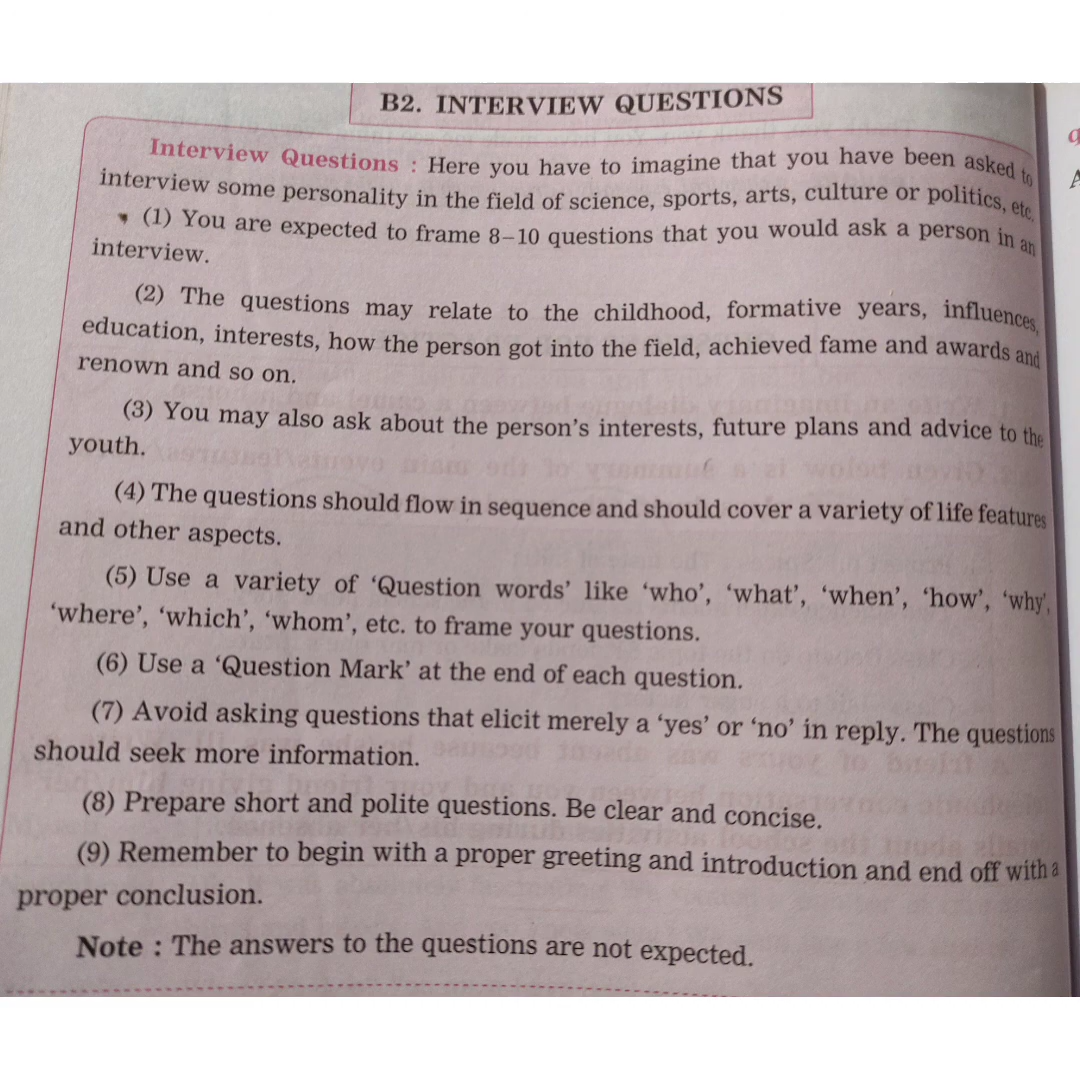 B2. INTERVIEW QUESTIONS
Interview Questions : Here you have to imagine that you have been asked to
interview some personality in the field of science, sports, arts, culture or politics, etc.
(1) You are expected to frame 8–10 questions that you would ask a person in an
interview.
(2) The questions may relate to the childhood, formative years, influences,
education, interests, how the person got into the field, achieved fame and awards and
renown and so on.
(3) You may also ask about the person's interests, future plans and advice to the
youth.
(4) The questions should flow in sequence and should cover a variety of life features
and other aspects.
(5) Use a variety of ‘Question words’ like ‘who’, ‘what’, ‘when’, ‘how’, ‘why’,
‘where’, ‘which’, ‘whom’, etc. to frame your questions.
(6) Use a ‘Question Mark’ at the end of each question.
(7) Avoid asking questions that elicit merely a ‘yes’ or ‘no’ in reply. The questions
should seek more information.
(8) Prepare short and polite questions. Be clear and concise.
(9) Remember to begin with a proper greeting and introduction and end off with a
proper conclusion.
Note : The answers to the questions are not expected.